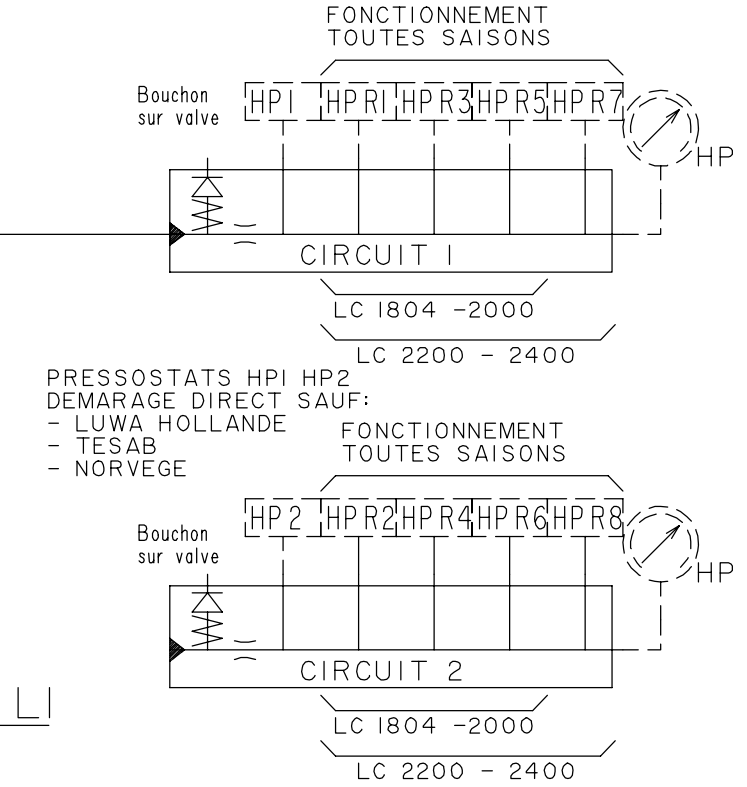 FONCTIONNEMENT
TOUTES SAISONS
Bouchon
sur valve
HP1 HPR1 HPR3 HPR5 HPR7
HP
CIRCUIT 1
LC 1804 -2000
LC 2200 - 2400
PRESSOSTATS HP1 HP2
DEMARAGE DIRECT SAUF:
- LUWA HOLLANDE
- TESAB
- NORVEGE
FONCTIONNEMENT
TOUTES SAISONS
Bouchon
sur valve
HP2 HPR2 HPR4 HPR6 HPR8
HP
CIRCUIT 2
LI
LC 1804 -2000
LC 2200 - 2400